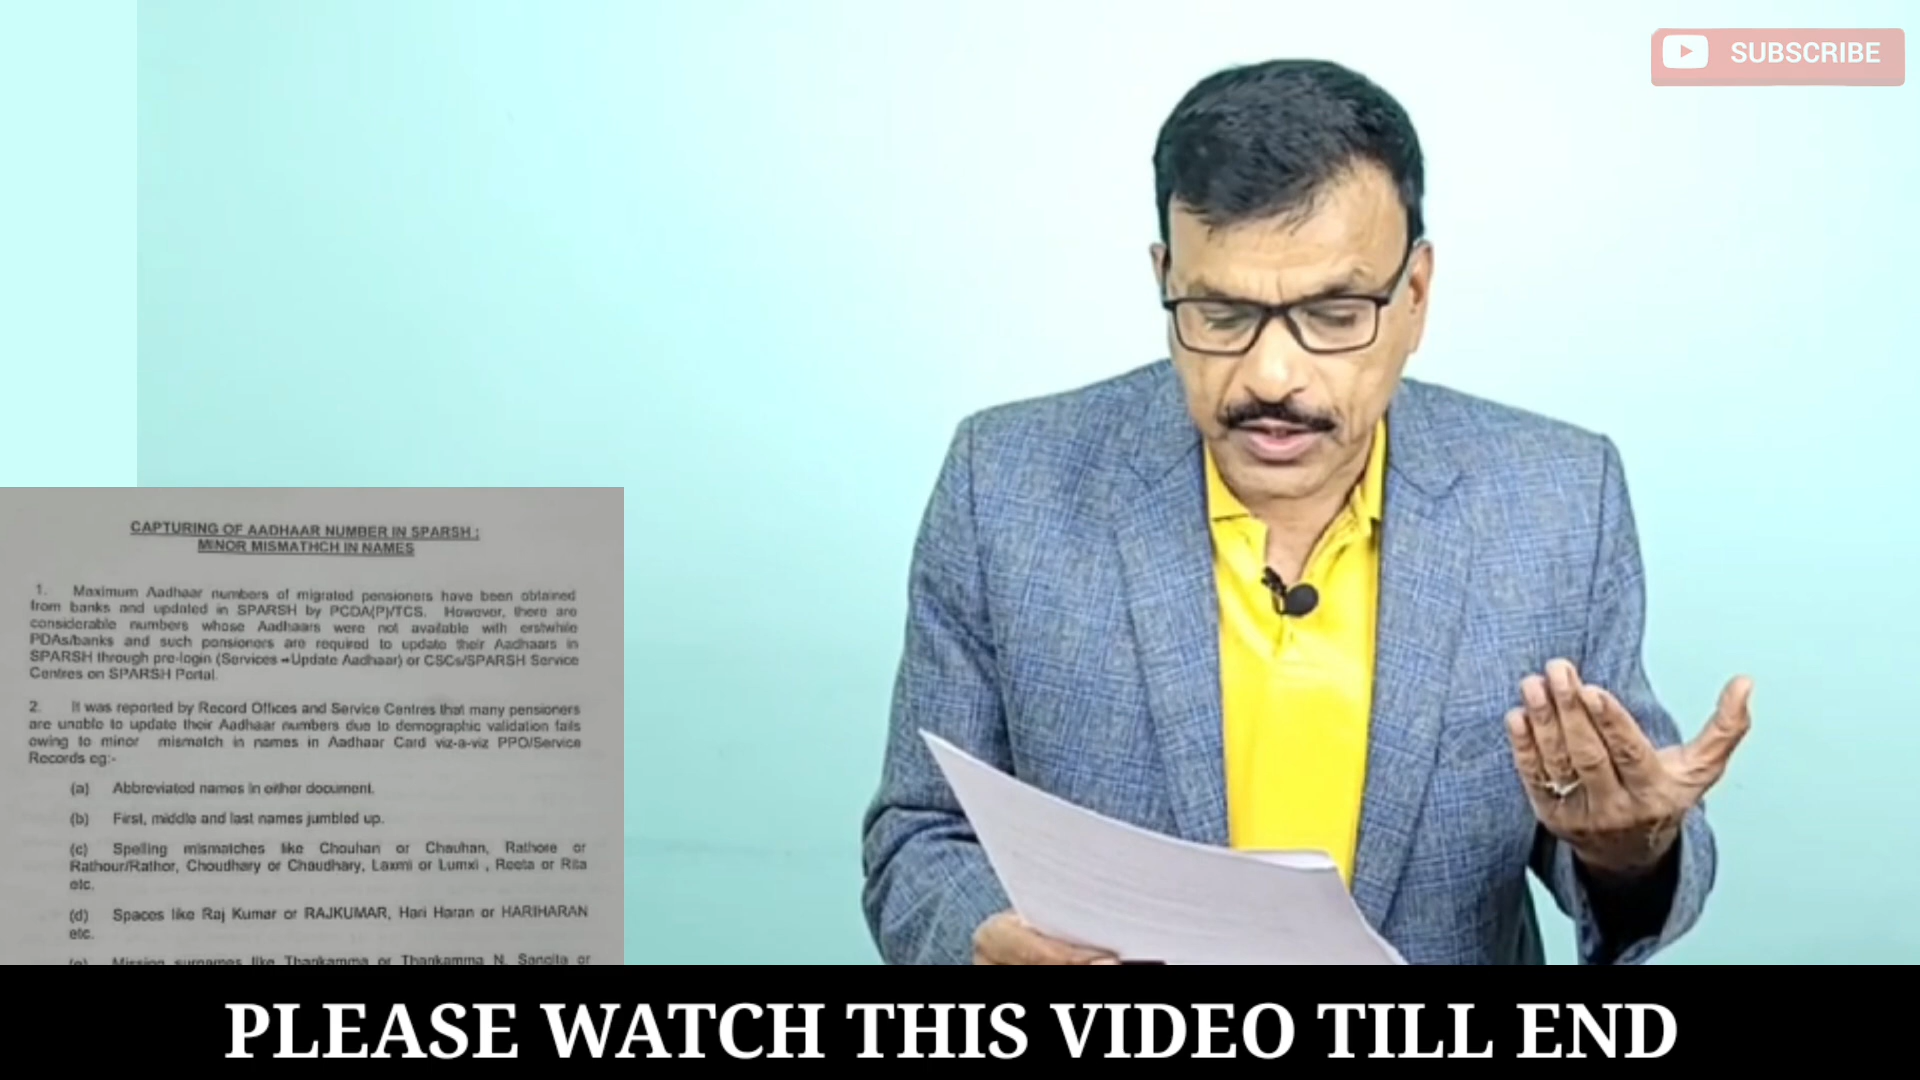 SUBSCRIBE
CAPTURING OF AADHAAR NUMBER IN SPARSH :
MINOR MISMATHCH IN NAMES
1. Maximum Aadhaar numbers of migrated pensioners have been obtained
from banks and updated in SPARSH by PCDA(P)/TCS. However, there are
considerable numbers whose Aadhaars were not available with erstwhile
PDAs/banks and such pensioners are required to update their Aadhaars in
SPARSH through pre-login (Services →Update Aadhaar) or CSCs/SPARSH Service
Centres on SPARSH Portal.
2. It was reported by Record Offices and Service Centres that many pensioners
are unable to update their Aadhaar numbers due to demographic validation fails
owing to minor mismatch in names in Aadhaar Card viz-a-viz PPO/Service
Records eg:-
(a) Abbreviated names in either document.
(b) First, middle and last names jumbled up.
(c) Spelling mismatches like Chouhan or Chauhan, Rathore or
Rathour/Rathor, Choudhary or Chaudhary, Laxmi or Lumxi , Reeta or Rita
etc.
(d) Spaces like Raj Kumar or RAJKUMAR, Hari Haran or HARIHARAN
etc.
(e) Missing surnames like Thankamma or Thankamma N, Sangita or
PLEASE WATCH THIS VIDEO TILL END